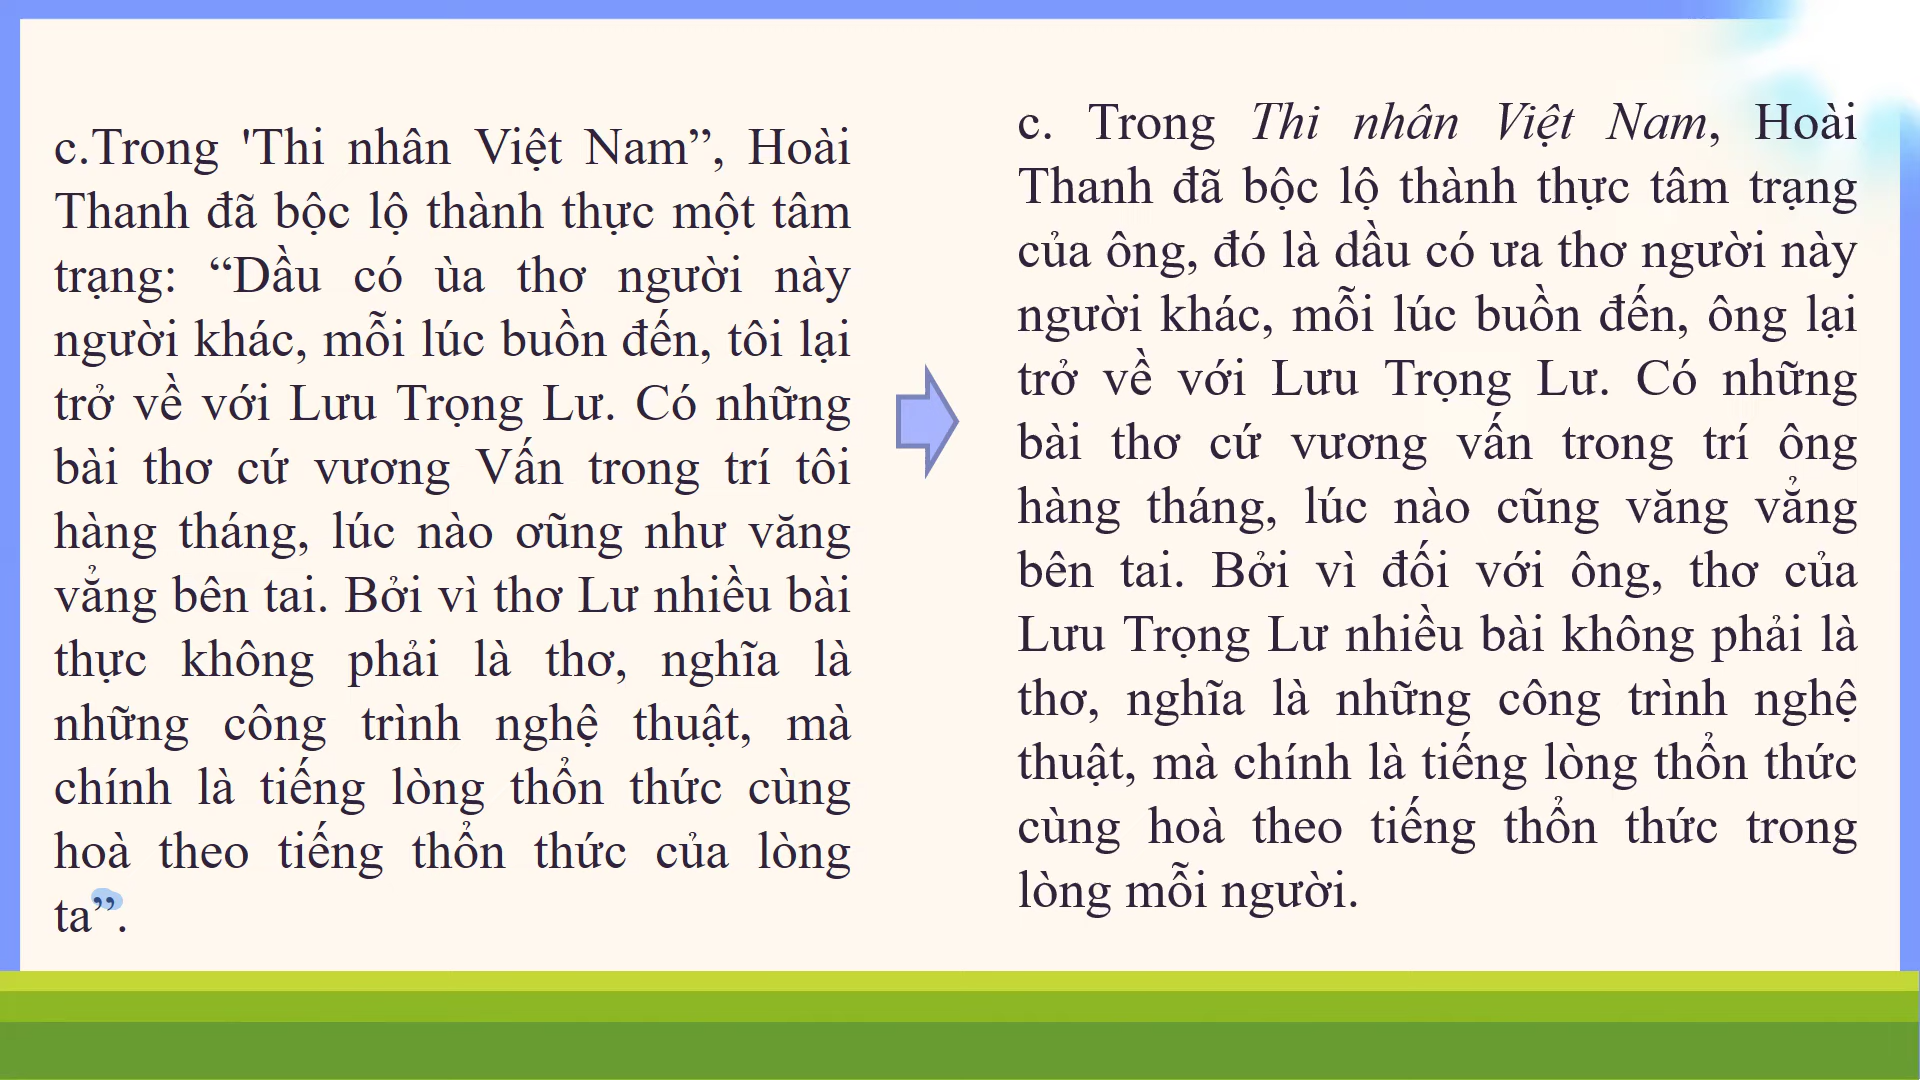 c.Trong 'Thi nhân Việt Nam”, Hoài
Thanh đã bộc lộ thành thực một tâm
trạng: “Dầu có ùa thơ người này
người khác, mỗi lúc buồn đến, tôi lại
trở về với Lưu Trọng Lư. Có những
bài thơ cứ vương Vấn trong trí tôi
hàng tháng, lúc nào ơũng như văng
vẳng bên tai. Bởi vì thơ Lư nhiều bài
thực không phải là thơ, nghĩa là
những công trình nghệ thuật, mà
chính là tiếng lòng thổn thức cùng
hoà theo tiếng thổn thức của lòng
ta”.
c. Trong Thi nhân Việt Nam, Hoài
Thanh đã bộc lộ thành thực tâm trạng
của ông, đó là dầu có ưa thơ người này
người khác, mỗi lúc buồn đến, ông lại
trở về với Lưu Trọng Lư. Có những
bài thơ cứ vương vấn trong trí ông
hàng tháng, lúc nào cũng văng vẳng
bên tai. Bởi vì đối với ông, thơ của
Lưu Trọng Lư nhiều bài không phải là
thơ, nghĩa là những công trình nghệ
thuật, mà chính là tiếng lòng thổn thức
cùng hoà theo tiếng thổn thức trong
lòng mỗi người.